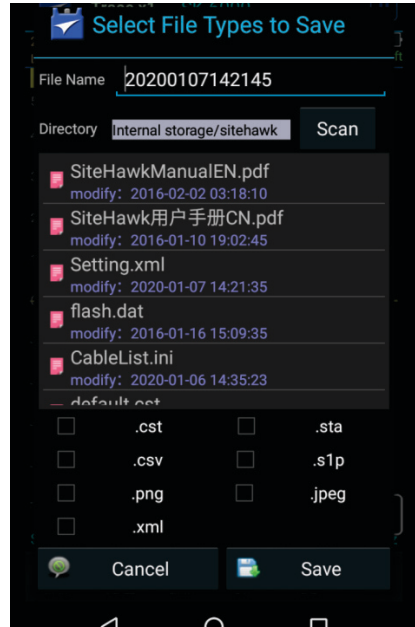 Select File Types to Save
File Name 20200107142145
Directory Internal storage/sitehawk Scan
SiteHawkManualEN.pdf
modify: 2016-02-02 03:18:10
SiteHawk用户手册CN.pdf
modify: 2016-01-10 19:02:45
Setting.xml
modify: 2020-01-07 14:21:35
flash.dat
modify: 2016-01-16 15:09:35
CableList.ini
modify: 2020-01-06 14:35:23
default.cst
.cst .sta
.csv .s1p
.png .jpeg
.xml
Cancel Save